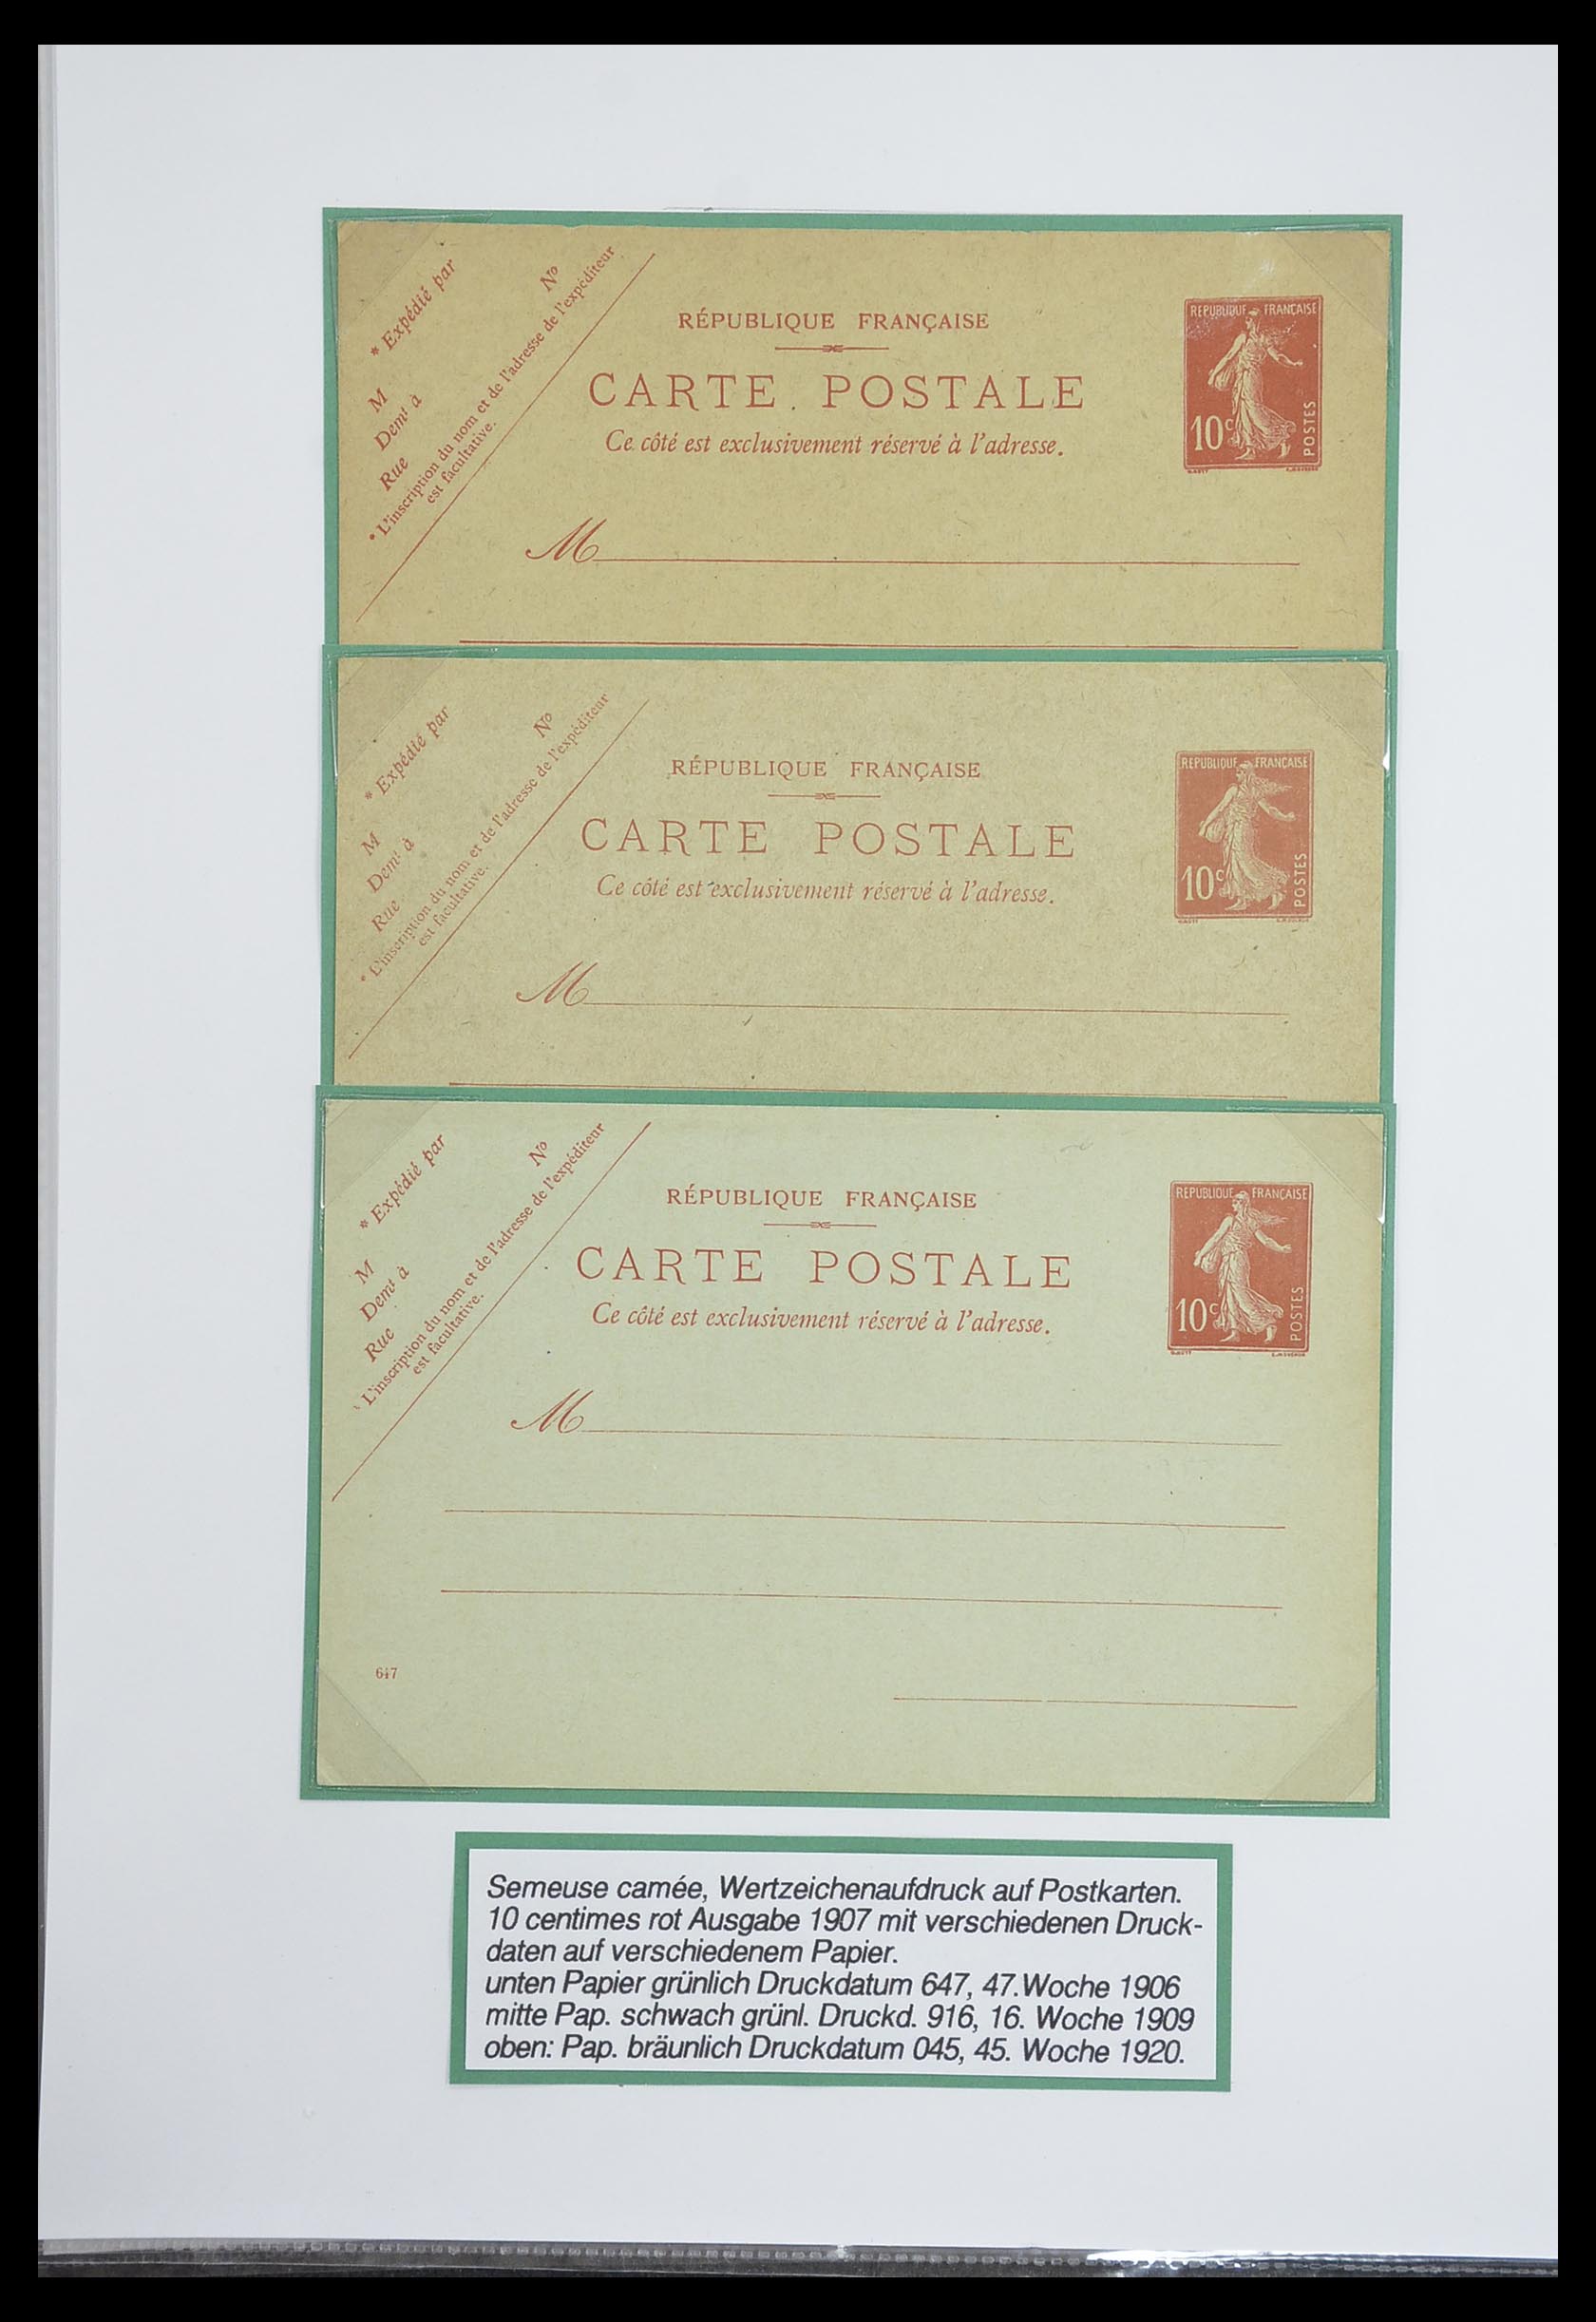 * Expédié par
N°
M
Demt à
Rue
* L'inscription du nom et de l'adresse de l'expéditeur
est facultative.
RÉPUBLIQUE FRANÇAISE
CARTE POSTALE
Ce côté est exclusivement réservé à l'adresse.
M
REPUBLIQUE FRANÇAISE
10c
POSTES
* Expédié par
N°
M
Demt à
Rue
* L'inscription du nom et de l'adresse de l'expéditeur
est facultative.
RÉPUBLIQUE FRANÇAISE
CARTE POSTALE
Ce côté est exclusivement réservé à l'adresse.
M
REPUBLIQUE FRANÇAISE
10c
POSTES
* Expédié par
N°
M
Demt à
Rue
* L'inscription du nom et de l'adresse de l'expéditeur
est facultative.
RÉPUBLIQUE FRANÇAISE
CARTE POSTALE
Ce côté est exclusivement réservé à l'adresse.
M
REPUBLIQUE FRANÇAISE
10c
POSTES
647
Semeuse camée, Wertzeichenaufdruck auf Postkarten.
10 centimes rot Ausgabe 1907 mit verschiedenen Druck-
daten auf verschiedenem Papier.
unten Papier grünlich Druckdatum 647, 47.Woche 1906
mitte Pap. schwach grünl. Druckd. 916, 16. Woche 1909
oben: Pap. bräunlich Druckdatum 045, 45. Woche 1920.